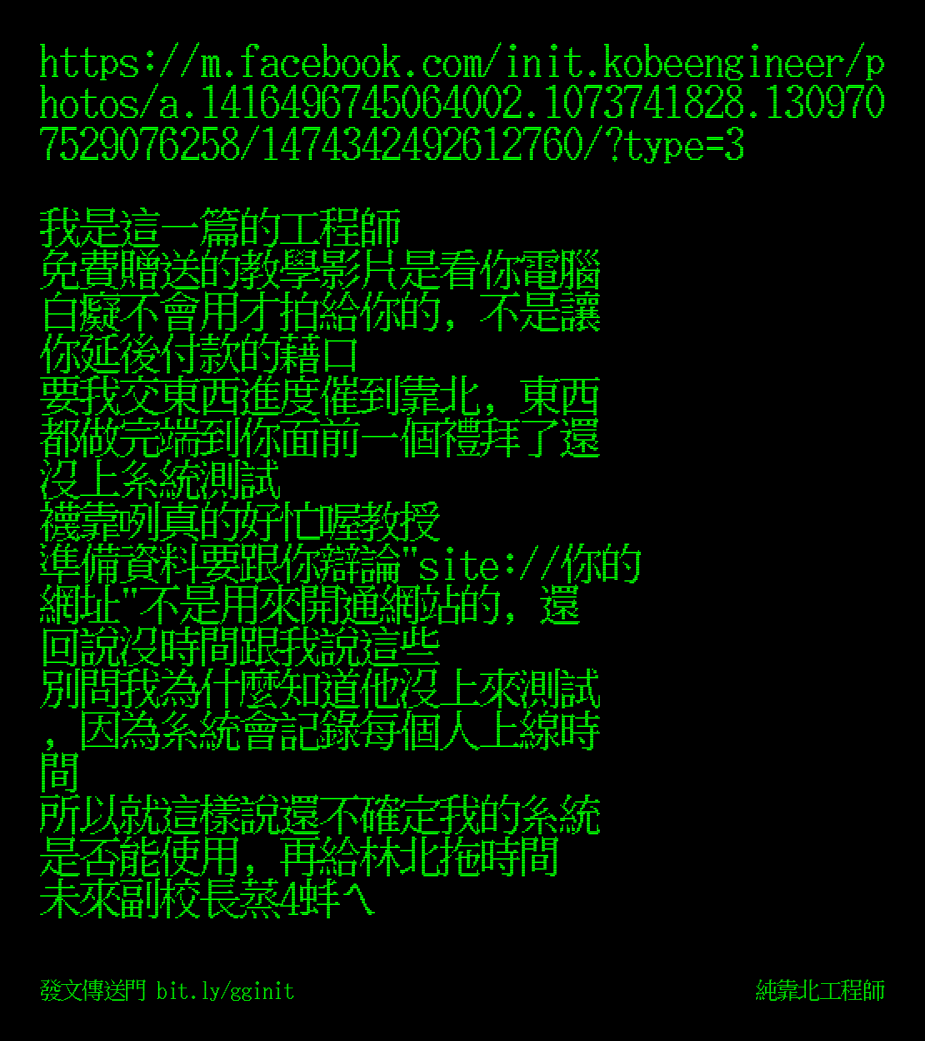 https://m.facebook.com/init.kobeengineer/p
hotos/a.1416496745064002.1073741828.130970
7529076258/1474342492612760/?type=3
我是這一篇的工程師
免費贈送的教學影片是看你電腦
白癡不會用才拍給你的, 不是讓
你延後付款的藉口
要我交東西進度催到靠北, 東西
都做完端到你面前一個禮拜了還
沒上系統測試
襪靠咧真的好忙喔教授
準備資料要跟你辯論"site://你的
網址"不是用來開通網站的, 還
回說沒時間跟我說這些
別問我為什麼知道他沒上來測試
, 因為系統會記錄每個人上線時
間
所以就這樣說還不確定我的系統
是否能使用, 再給林北拖時間
未來副校長蒸4蚌ㄟ
發文傳送門 bit.ly/gginit
純靠北工程師